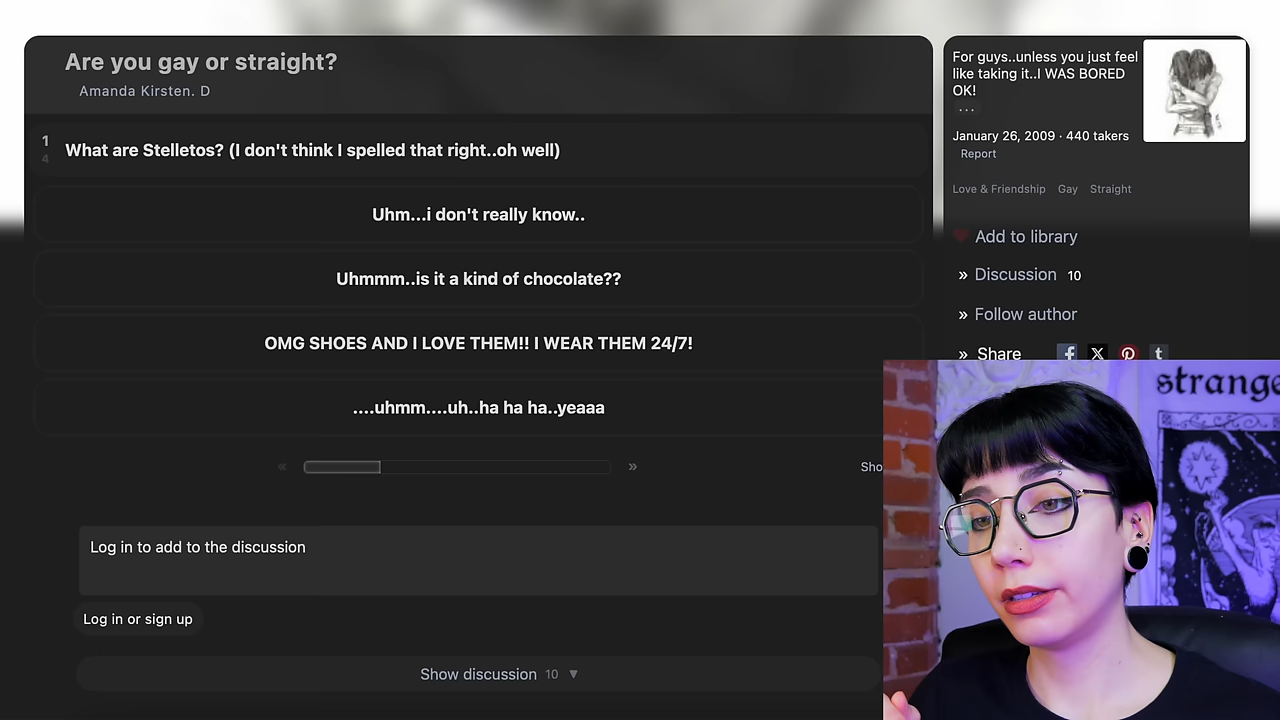 Are you gay or straight?
Amanda Kirsten. D
1
4
What are Stelletos? (I don't think I spelled that right..oh well)
Uhm...i don't really know..
Uhmmm..is it a kind of chocolate??
OMG SHOES AND I LOVE THEM!! I WEAR THEM 24/7!
....uhmm....uh..ha ha ha..yeaaa
«
»
Sho
Log in to add to the discussion
Log in or sign up
Show discussion 10 ▼
For guys..unless you just feel
like taking it..I WAS BORED
OK!
...
January 26, 2009 · 440 takers
Report
Love & Friendship Gay Straight
Add to library
» Discussion 10
» Follow author
» Share f X t
strange